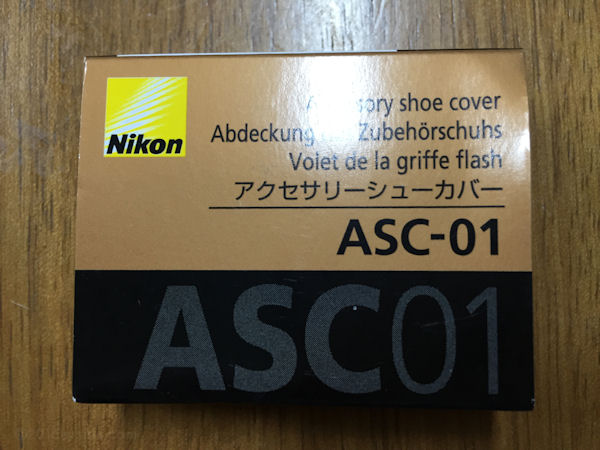 Nikon
shoe cover
Abdeckung Zubehörschuhs
Volet de la griffe flash
アクセサリーシューカバー
ASC-01
ASC01